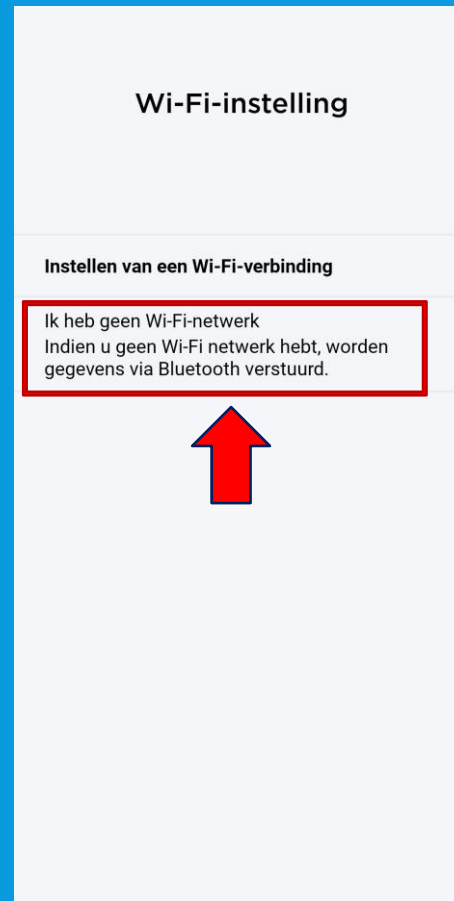 Wi-Fi-instelling
Instellen van een Wi-Fi-verbinding
Ik heb geen Wi-Fi-netwerk
Indien u geen Wi-Fi netwerk hebt, worden
gegevens via Bluetooth verstuurd.